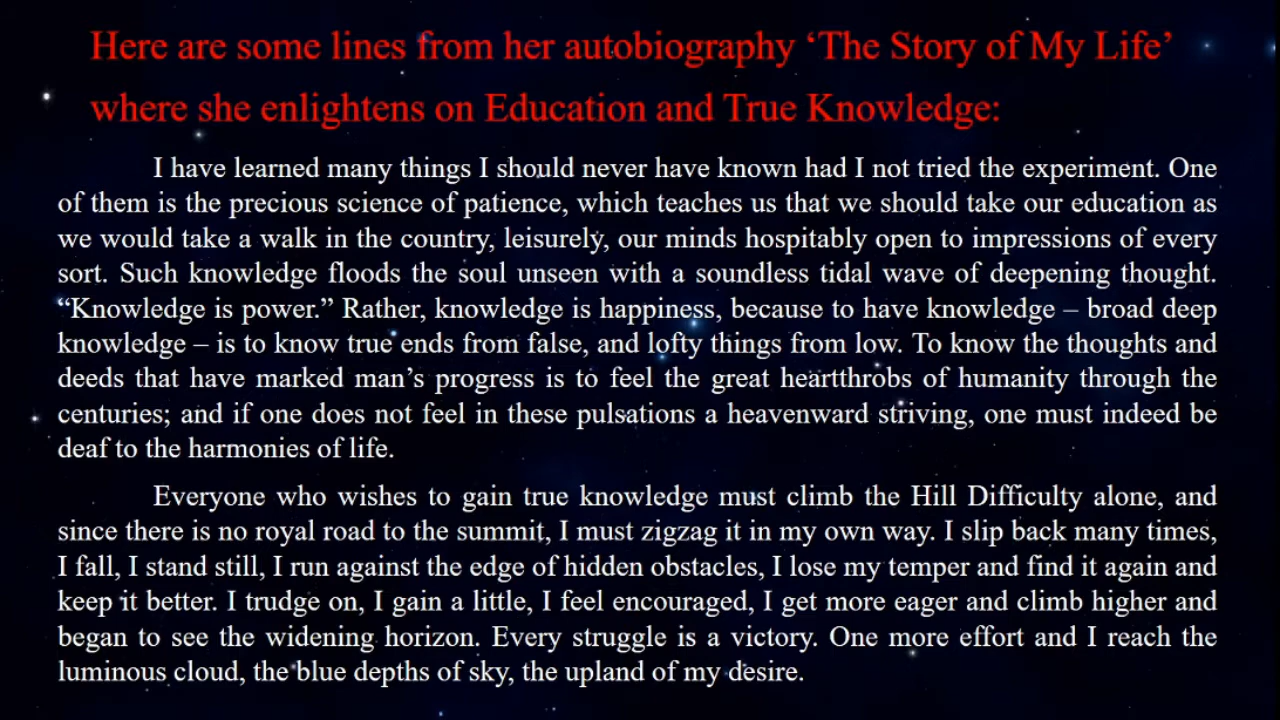 Here are some lines from her autobiography ‘The Story of My Life’
where she enlightens on Education and True Knowledge:
I have learned many things I should never have known had I not tried the experiment. One
of them is the precious science of patience, which teaches us that we should take our education as
we would take a walk in the country, leisurely, our minds hospitably open to impressions of every
sort. Such knowledge floods the soul unseen with a soundless tidal wave of deepening thought.
“Knowledge is power.” Rather, knowledge is happiness, because to have knowledge – broad deep
knowledge – is to know true ends from false, and lofty things from low. To know the thoughts and
deeds that have marked man’s progress is to feel the great heartthrobs of humanity through the
centuries; and if one does not feel in these pulsations a heavenward striving, one must indeed be
deaf to the harmonies of life.
Everyone who wishes to gain true knowledge must climb the Hill Difficulty alone, and
since there is no royal road to the summit, I must zigzag it in my own way. I slip back many times,
I fall, I stand still, I run against the edge of hidden obstacles, I lose my temper and find it again and
keep it better. I trudge on, I gain a little, I feel encouraged, I get more eager and climb higher and
began to see the widening horizon. Every struggle is a victory. One more effort and I reach the
luminous cloud, the blue depths of sky, the upland of my desire.